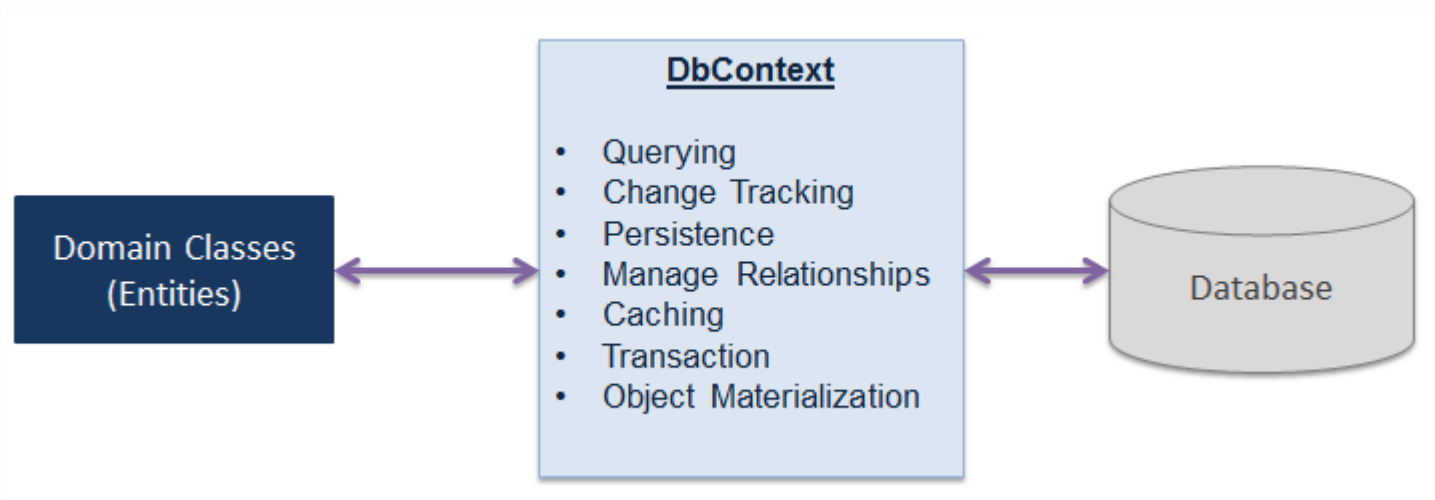 Domain Classes
(Entities)
DbContext
• Querying
• Change Tracking
• Persistence
• Manage Relationships
• Caching
• Transaction
• Object Materialization
Database